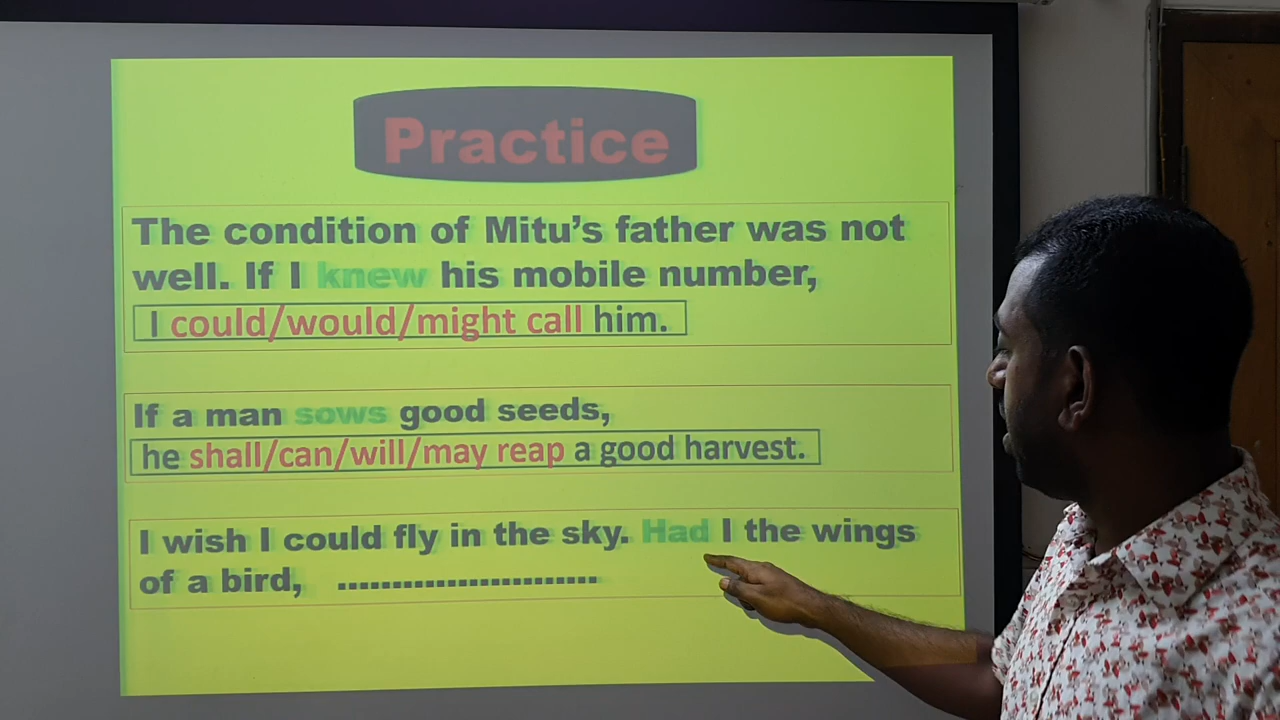 Practice
The condition of Mitu's father was not
well. If I knew his mobile number,
I could/would/might call him.
If a man sows good seeds,
he shall/can/will/may reap a good harvest.
I wish I could fly in the sky. Had I the wings
of a bird, ........................